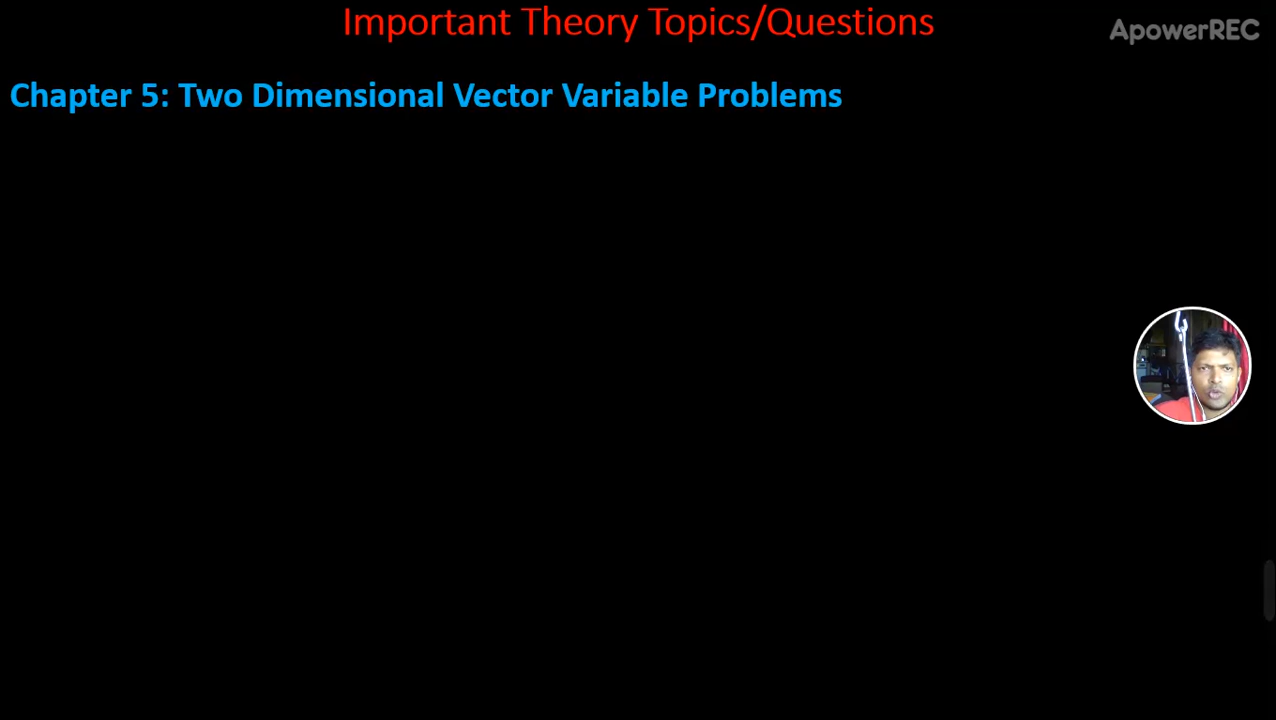 Important Theory Topics/Questions
ApowerREC
Chapter 5: Two Dimensional Vector Variable Problems